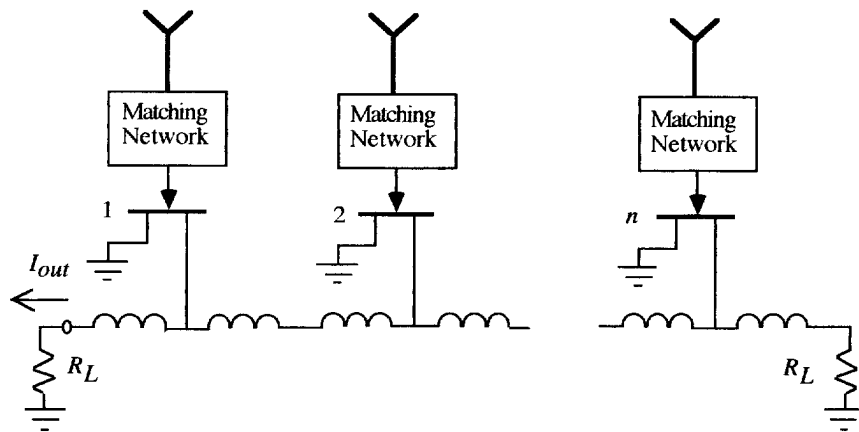 Matching
Network
Matching
Network
Matching
Network
1
2
n
I_out
R_L
R_L